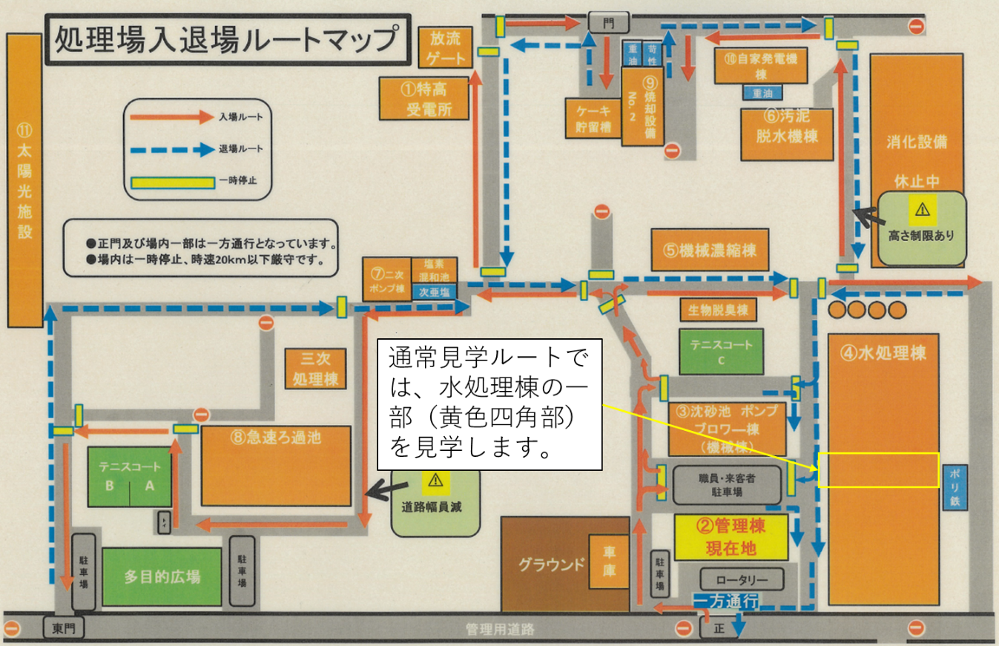 処理場入退場ルートマップ
放流
ゲート
①特高
受電所
⑪太陽光施設
入場ルート
退場ルート
一時停止
●正門及び場内一部は一方通行となっています。
●場内は一時停止、時速20km以下厳守です。
門
重油
苛性
⑨焼却設備
No.2
ケーキ
貯留槽
⑩自家発電機
棟
重油
⑥汚泥
脱水機棟
消化設備
休止中
高さ制限あり
⑤機械濃縮棟
⑦二次
ポンプ棟
塩素
混和池
次亜塩
生物脱臭棟
テニスコート
C
④水処理棟
三次
処理棟
通常見学ルートで
は、水処理棟の一
部（黄色四角部）
を見学します。
③沈砂池 ポンプ
ブロワー棟
（機械棟）
⑧急速ろ過池
テニスコート
B A
職員・来客者
駐車場
ポリ鉄
道路幅員減
トイ
②管理棟
現在地
グラウンド
車庫
駐車場
駐車場
駐車場
多目的広場
ロータリー
一方通行
東門
管理用道路
正